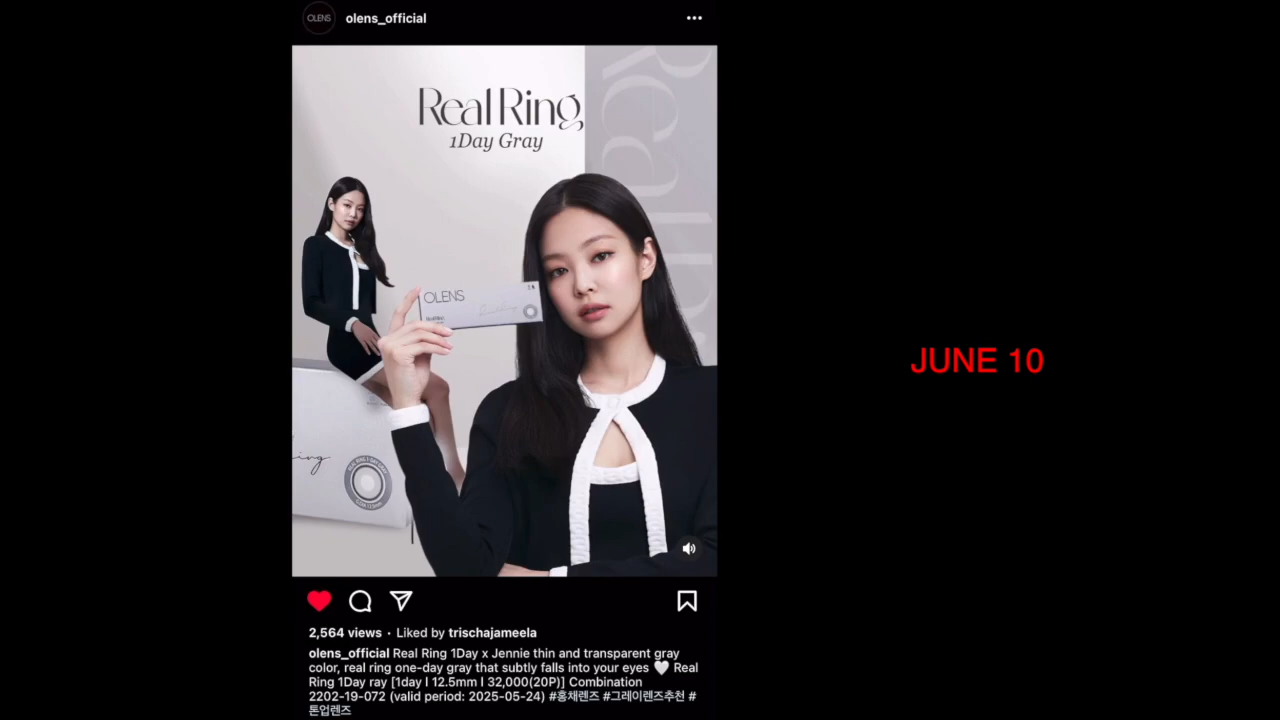 OLENS
olens_official
Real Ring
1Day Gray
OLENS
JUNE 10
2,564 views · Liked by trischajameela
olens_official Real Ring 1Day x Jennie thin and transparent gray
color, real ring one-day gray that subtly falls into your eyes 🤍 Real
Ring 1Day ray [1day l 12.5mm l 32,000(20P)] Combination
2202-19-072 (valid period: 2025-05-24) #홍채렌즈 #그레이렌즈추천 #
톤업렌즈